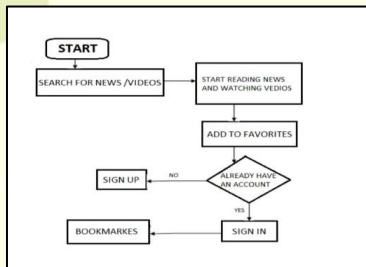 START
SEARCH FOR NEWS /VIDEOS
START READING NEWS
AND WATCHING VEDIOS
ADD TO FAVORITES
ALREADY HAVE
AN ACCOUNT
NO
SIGN UP
YES
SIGN IN
BOOKMARKES